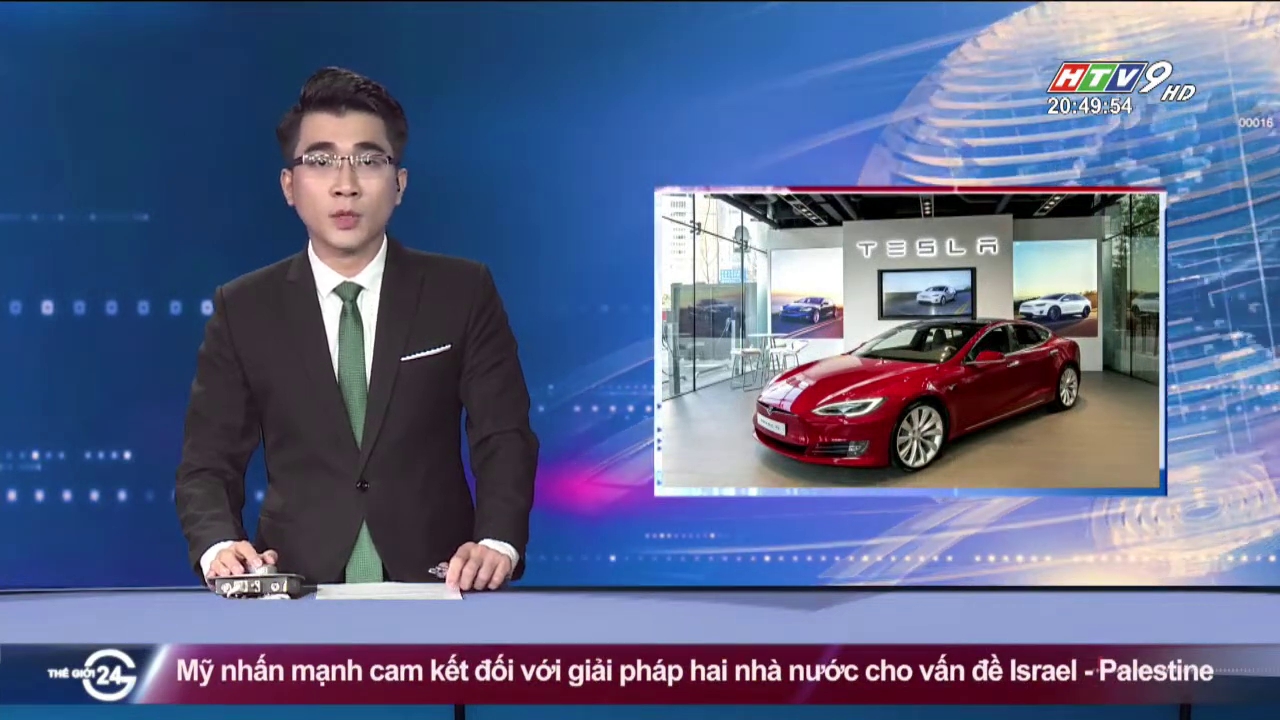 HTV9 HD
20:49:54
00016
TESLA
THẾ GIỚI 24G
Mỹ nhấn mạnh cam kết đối với giải pháp hai nhà nước cho vấn đề Israel - Palestine